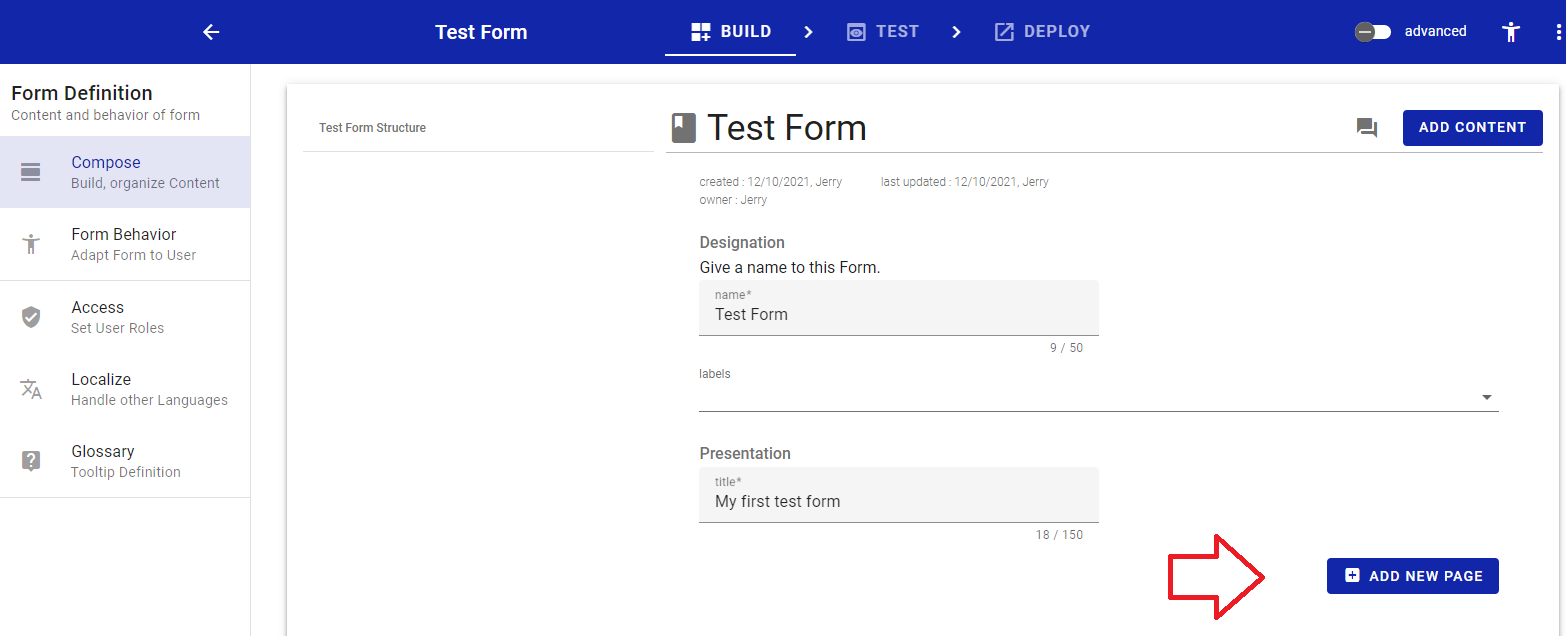 Test Form
BUILD
TEST
DEPLOY
advanced
Form Definition
Content and behavior of form
Compose
Build, organize Content
Form Behavior
Adapt Form to User
Access
Set User Roles
Localize
Handle other Languages
Glossary
Tooltip Definition
Test Form Structure
Test Form
ADD CONTENT
created : 12/10/2021, Jerry last updated : 12/10/2021, Jerry
owner : Jerry
Designation
Give a name to this Form.
name*
Test Form
9 / 50
labels
Presentation
title*
My first test form
18 / 150
ADD NEW PAGE